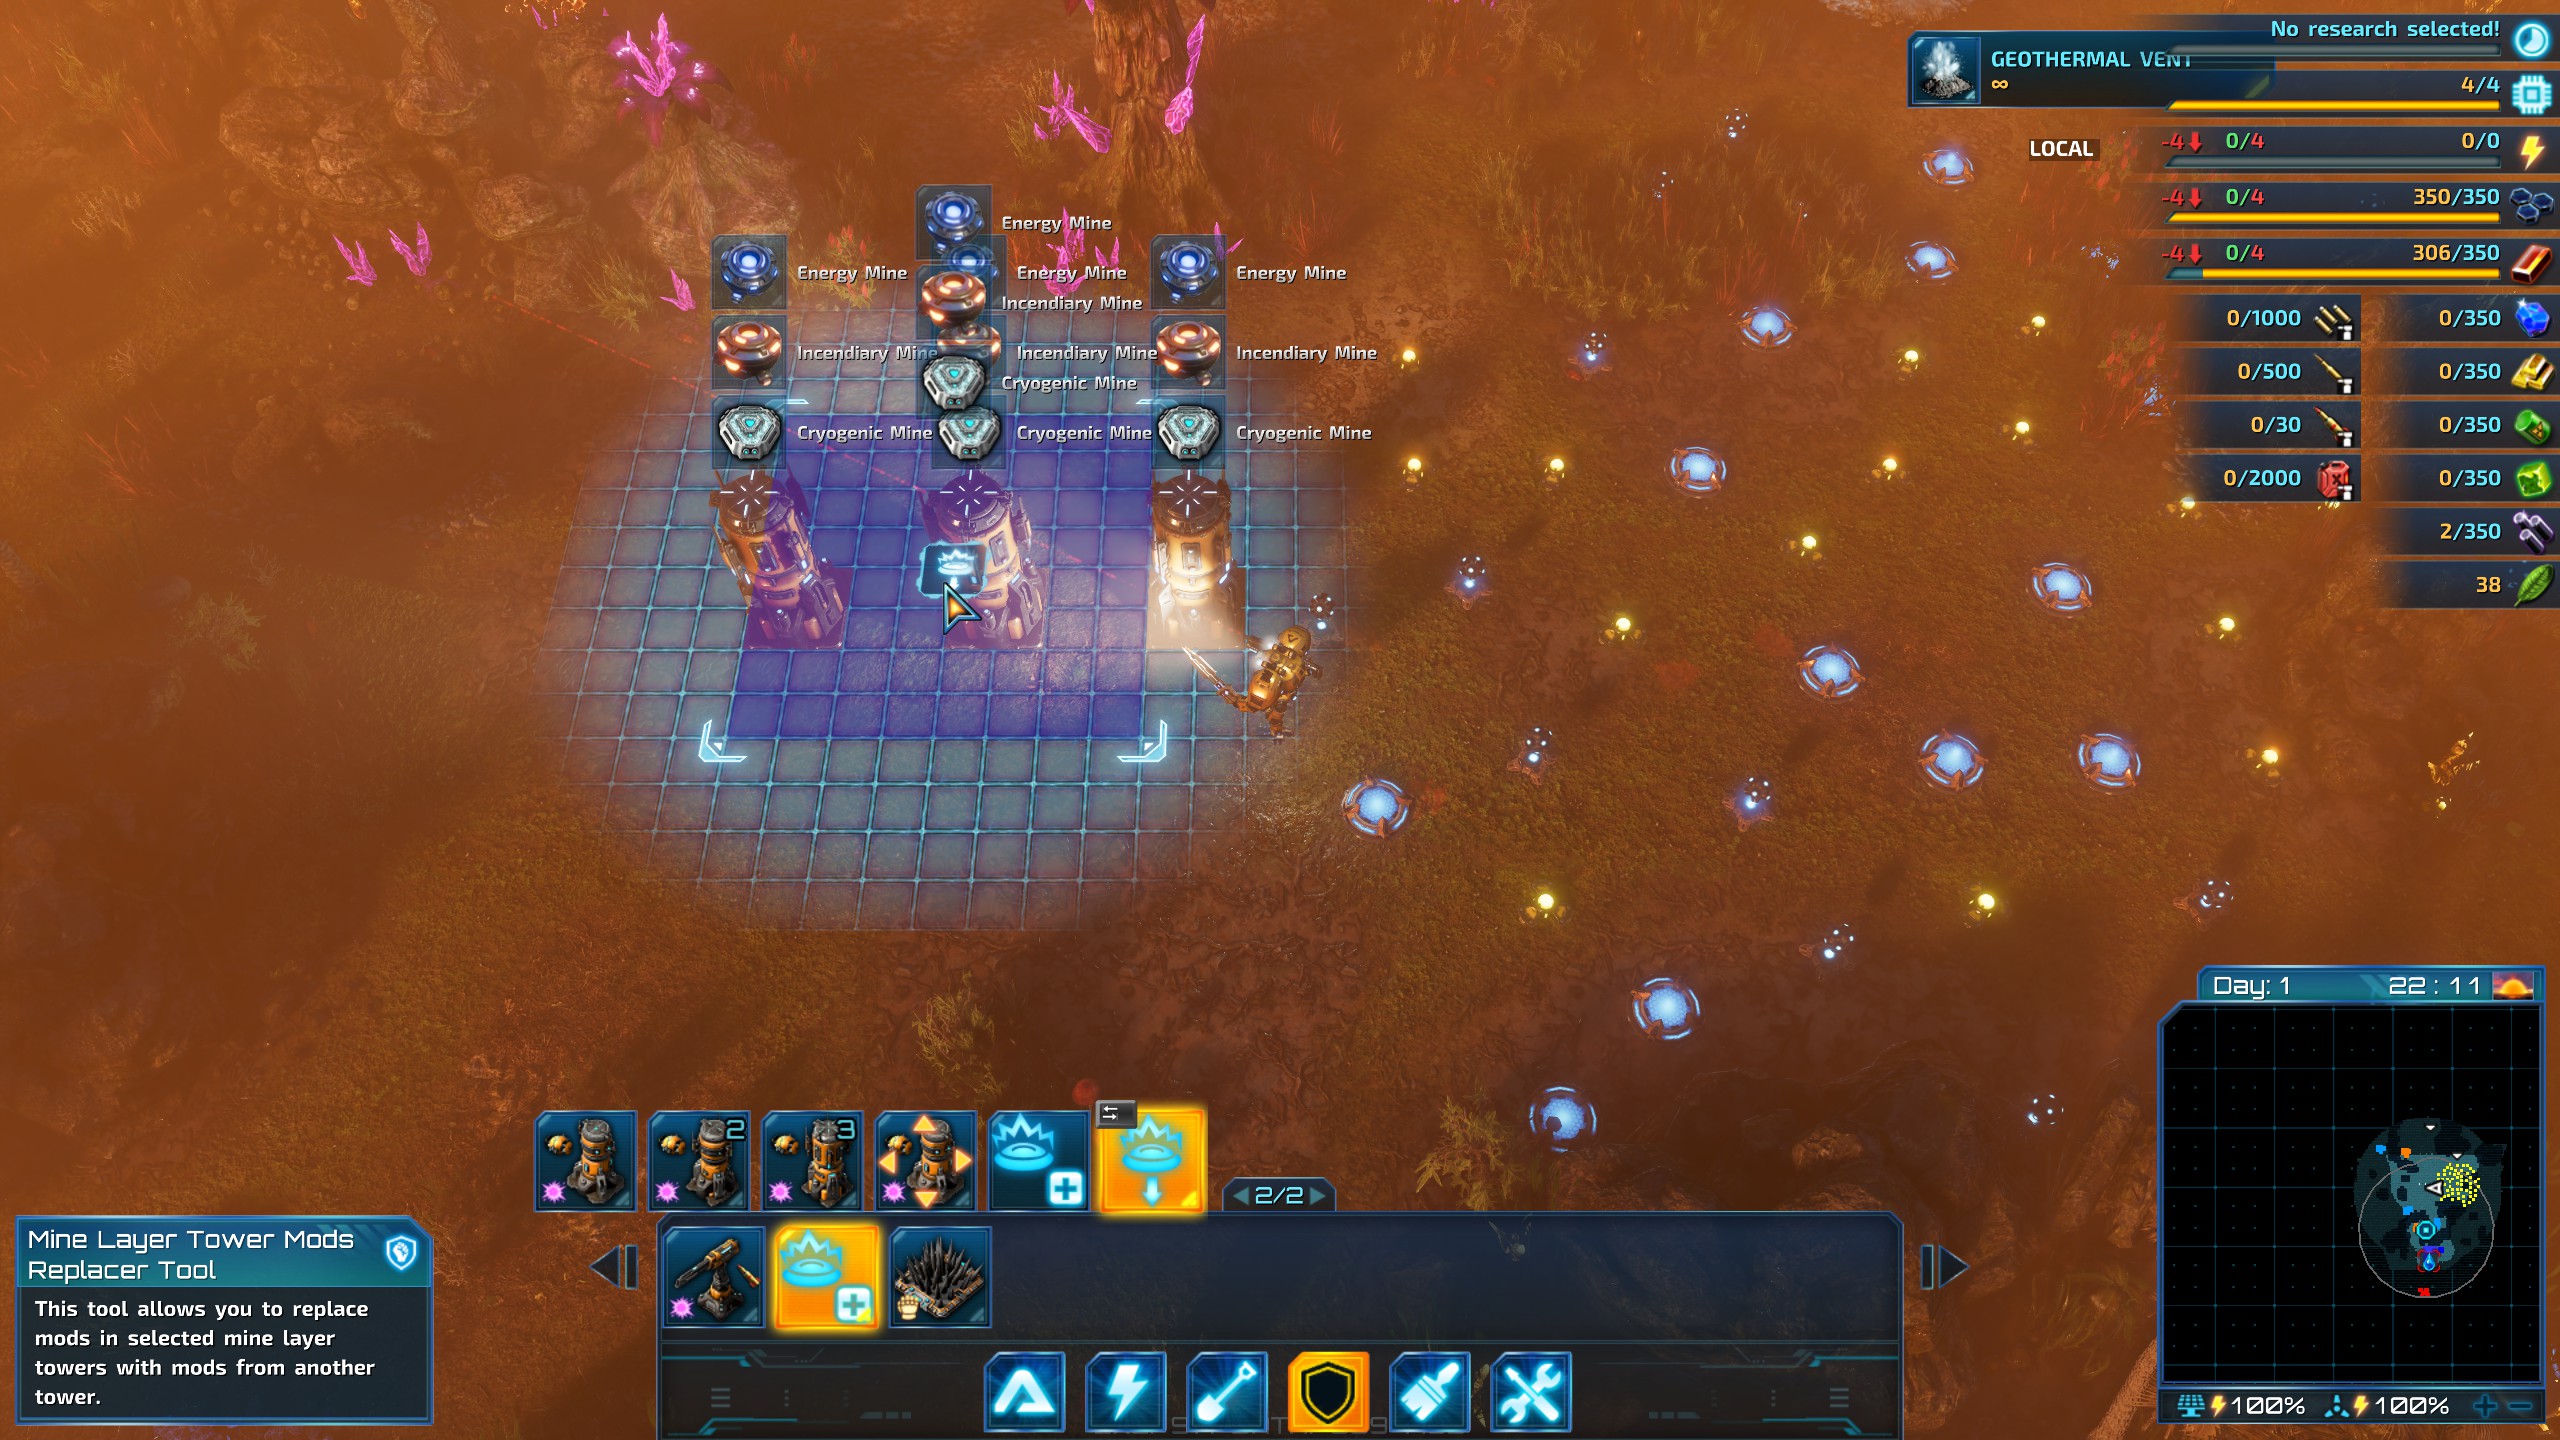 No research selected!
GEOTHERMAL VENT
∞
4/4
LOCAL
-4 0/4 0/0
-4 0/4 350/350
-4 0/4 306/350
0/1000 0/350
0/500 0/350
0/30 0/350
0/2000 0/350
2/350
38
Energy Mine
Energy Mine
Energy Mine
Energy Mine
Incendiary Mine
Incendiary Mine
Incendiary Mine
Incendiary Mine
Cryogenic Mine
Cryogenic Mine
Cryogenic Mine
Cryogenic Mine
Day: 1 22 : 11
2
3
2/2
Mine Layer Tower Mods
Replacer Tool
This tool allows you to replace
mods in selected mine layer
towers with mods from another
tower.
100% 100%